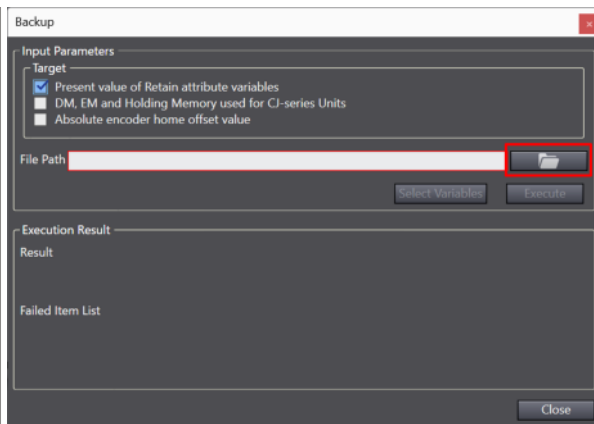 Backup
Input Parameters
Target
Present value of Retain attribute variables
DM, EM and Holding Memory used for CJ-series Units
Absolute encoder home offset value
File Path
Select Variables
Execute
Execution Result
Result
Failed Item List
Close